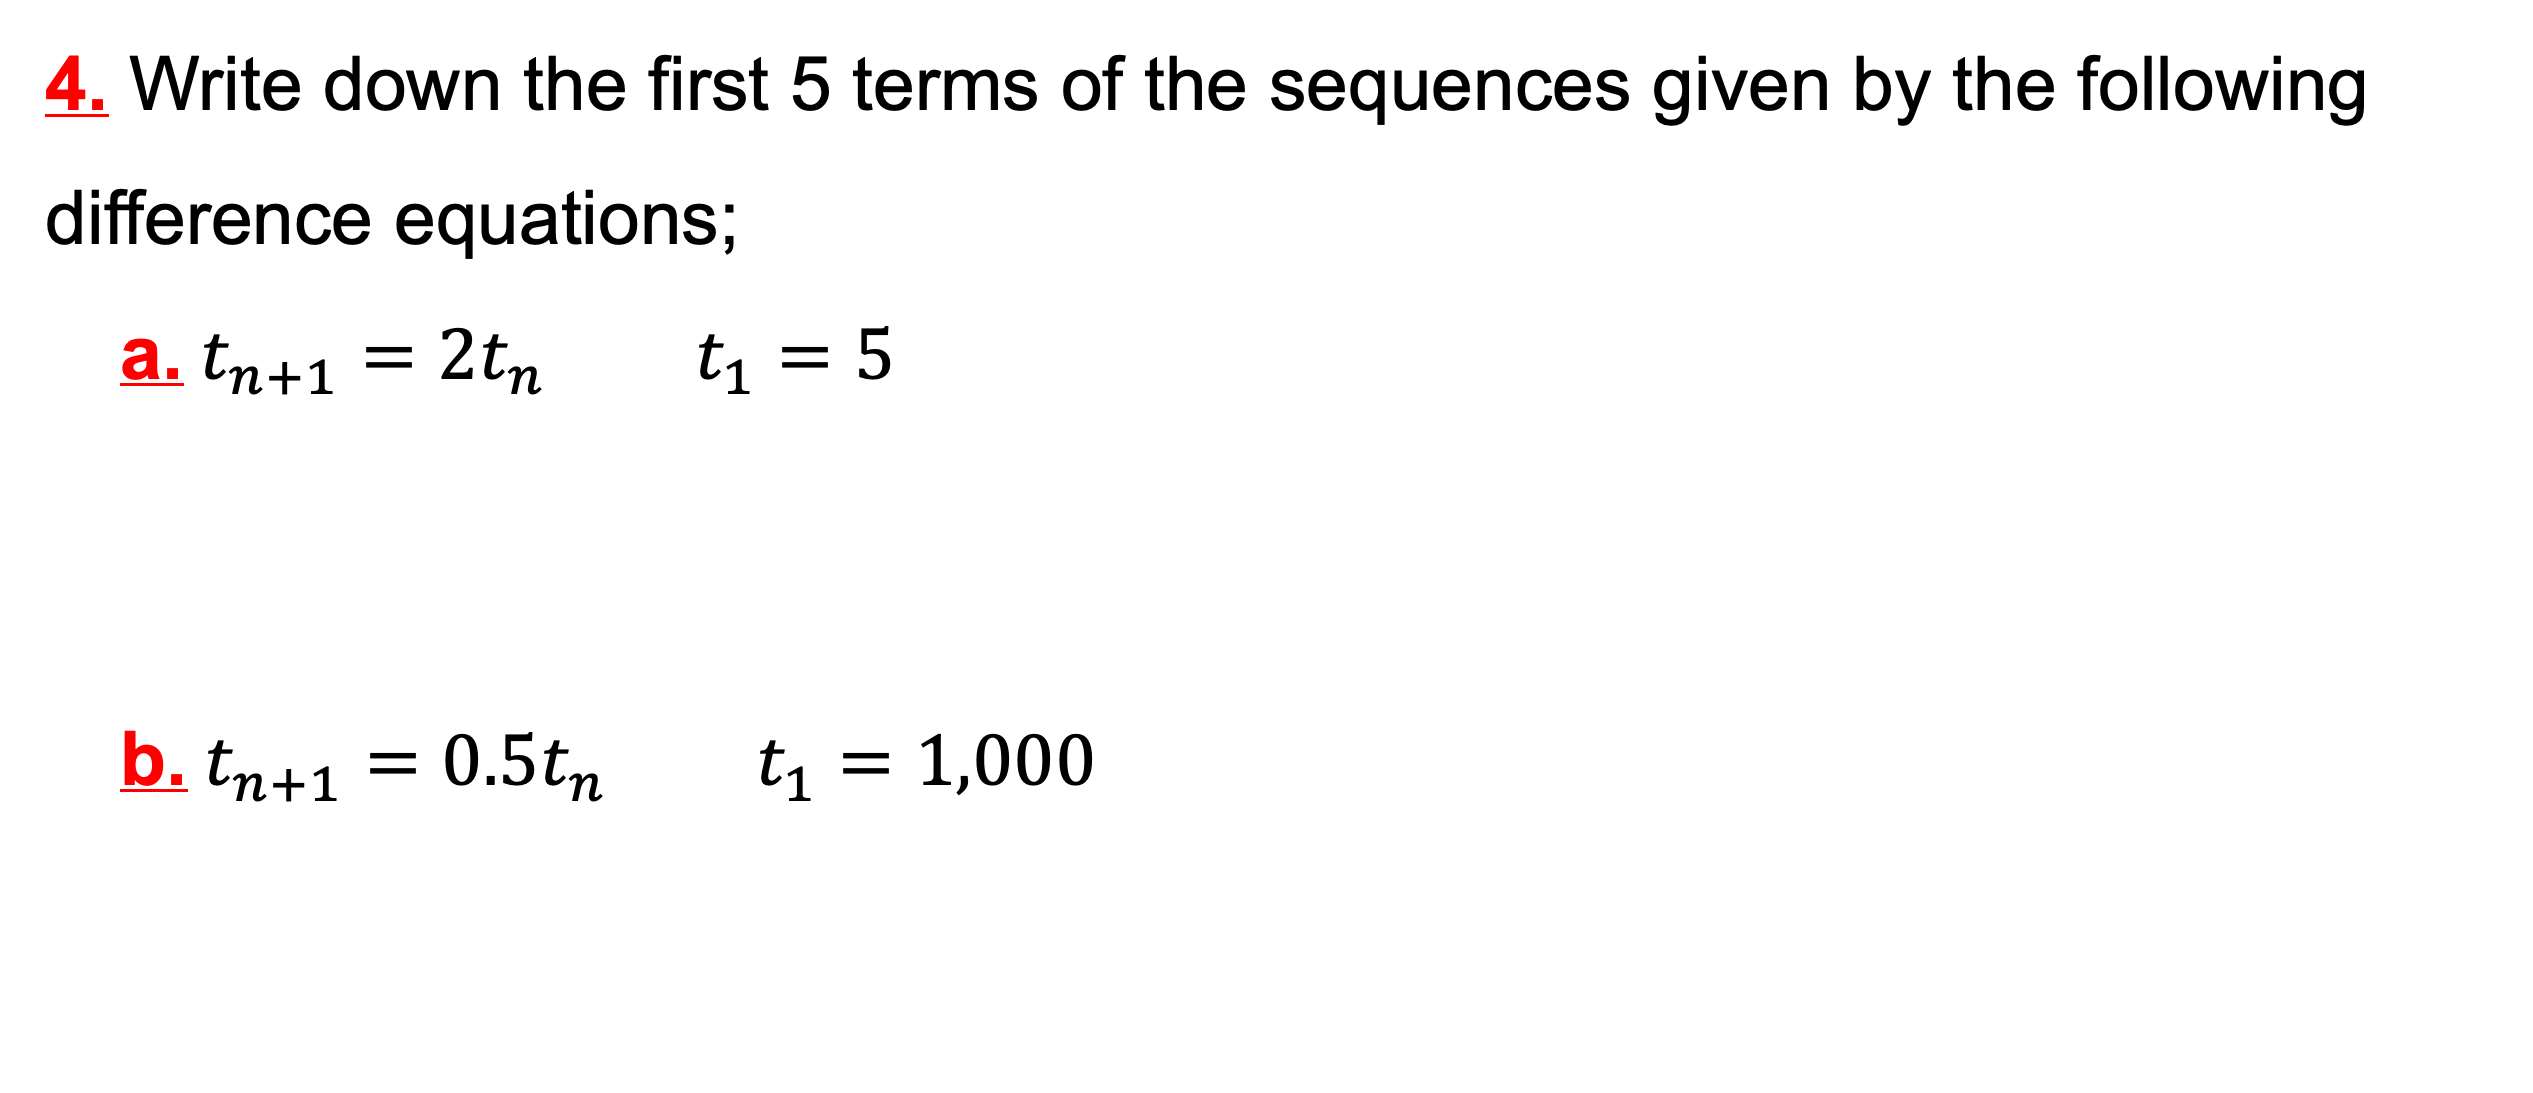 4. Write down the first 5 terms of the sequences given by the following
difference equations;
a. tₙ₊₁ = 2tₙ t₁ = 5
b. tₙ₊₁ = 0.5tₙ t₁ = 1,000